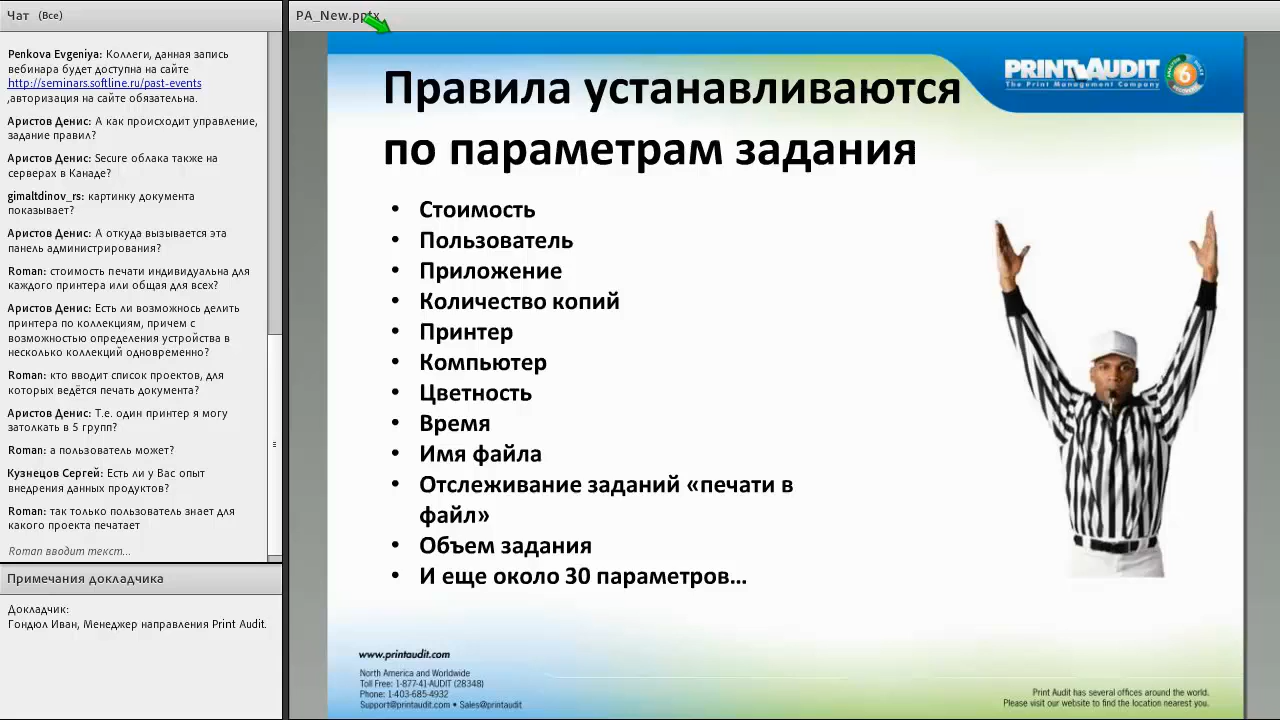 Чат (Все)
Penkova Evgeniya: Коллеги, данная запись
вебинара будет доступна на сайте
http://seminars.softline.ru/past-events
,авторизация на сайте обязательна.
Аристов Денис: А как происходит управление,
задание правил?
Аристов Денис: Secure облака также на
серверах в Канаде?
gimaltdinov_rs: картинку документа
показывает?
Аристов Денис: А откуда вызывается эта
панель администрирования?
Roman: стоимость печати индивидуальна для
каждого принтера или общая для всех?
Аристов Денис: Есть ли возможнось делить
принтера по коллекциям, причем с
возможностью определения устройства в
несколько коллекций одновременно?
Roman: кто вводит список проектов, для
которых ведётся печать документа?
Аристов Денис: Т.е. один принтер я могу
затолкать в 5 групп?
Roman: а пользователь может?
Кузнецов Сергей: Есть ли у Вас опыт
внедрения данных продуктов?
Roman: так только пользователь знает для
какого проекта печатает
Roman вводит текст...
Примечания докладчика
Докладчик:
Гондюл Иван, Менеджер направления Print Audit.
PA_New.pptx
PRINT AUDIT 6
The Print Management Company
Правила устанавливаются
по параметрам задания
• Стоимость
• Пользователь
• Приложение
• Количество копий
• Принтер
• Компьютер
• Цветность
• Время
• Имя файла
• Отслеживание заданий «печати в
файл»
• Объем задания
• И еще около 30 параметров…
www.printaudit.com
North America and Worldwide
Toll Free: 1-877-41-AUDIT (28348)
Phone: 1-403-685-4932
Support@printaudit.com • Sales@printaudit
Print Audit has several offices around the world.
Please visit our website to find the location nearest you.